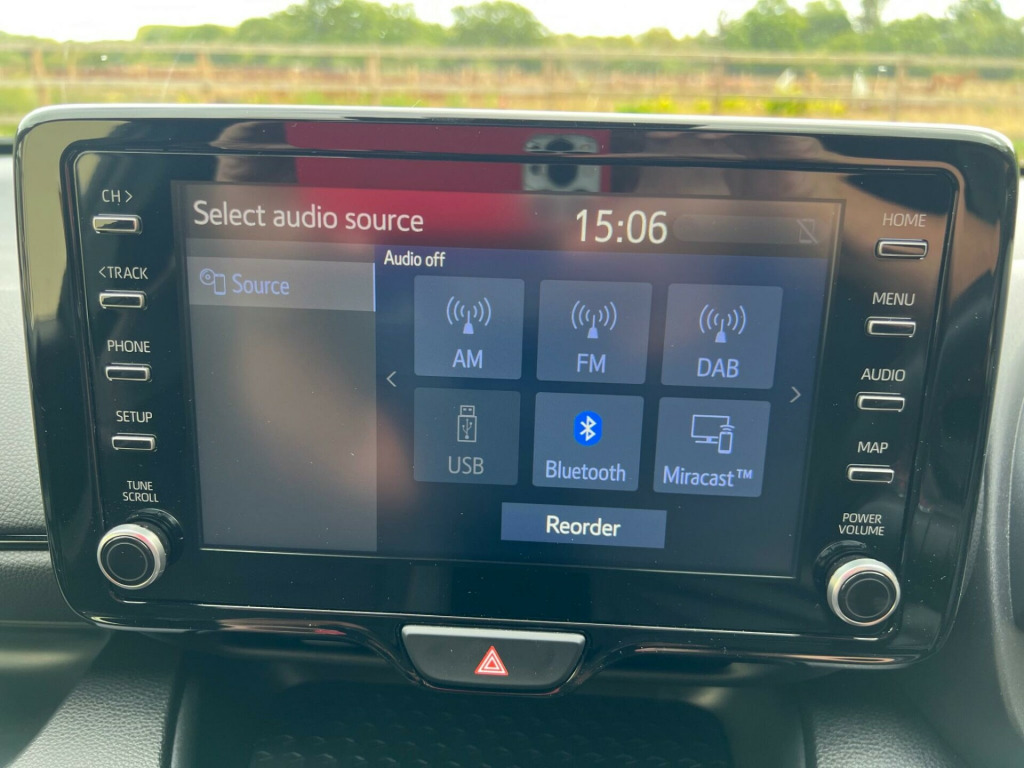 CH >
< TRACK
PHONE
SETUP
TUNE
SCROLL
Select audio source
15:06
Source
Audio off
AM
FM
DAB
USB
Bluetooth
Miracast™
Reorder
HOME
MENU
AUDIO
MAP
POWER
VOLUME